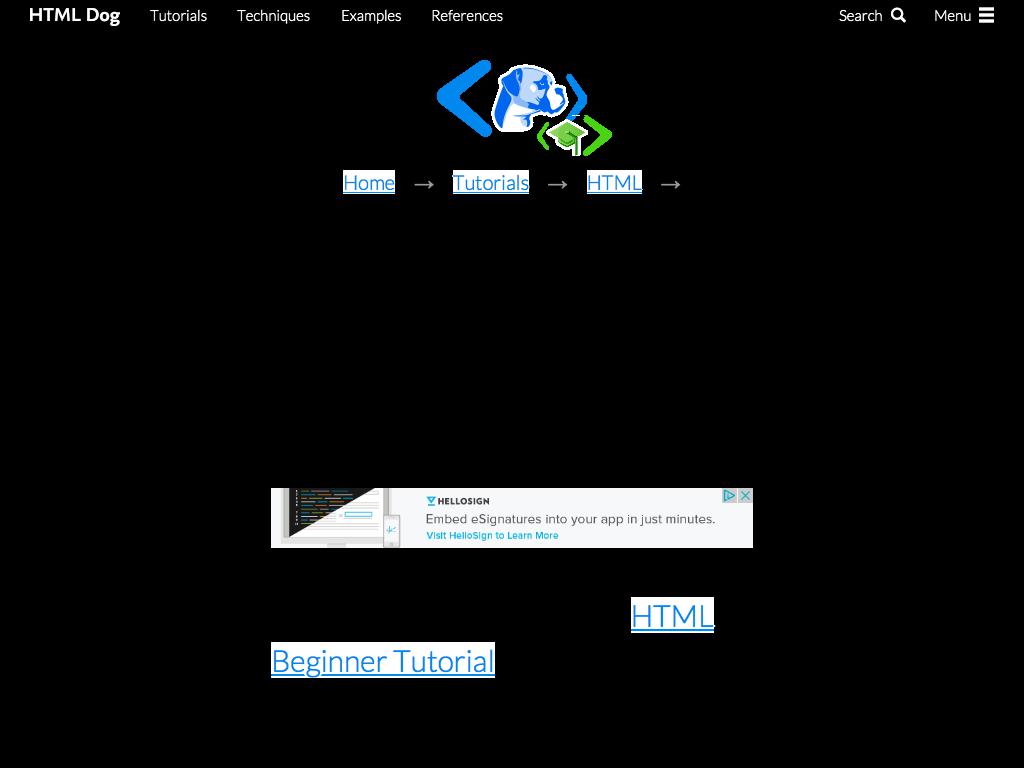 HTML Dog Tutorials Techniques Examples References Search Menu
Home → Tutorials → HTML →
HELLOSIGN
Embed eSignatures into your app in just minutes.
Visit HelloSign to Learn More
HTML
Beginner Tutorial